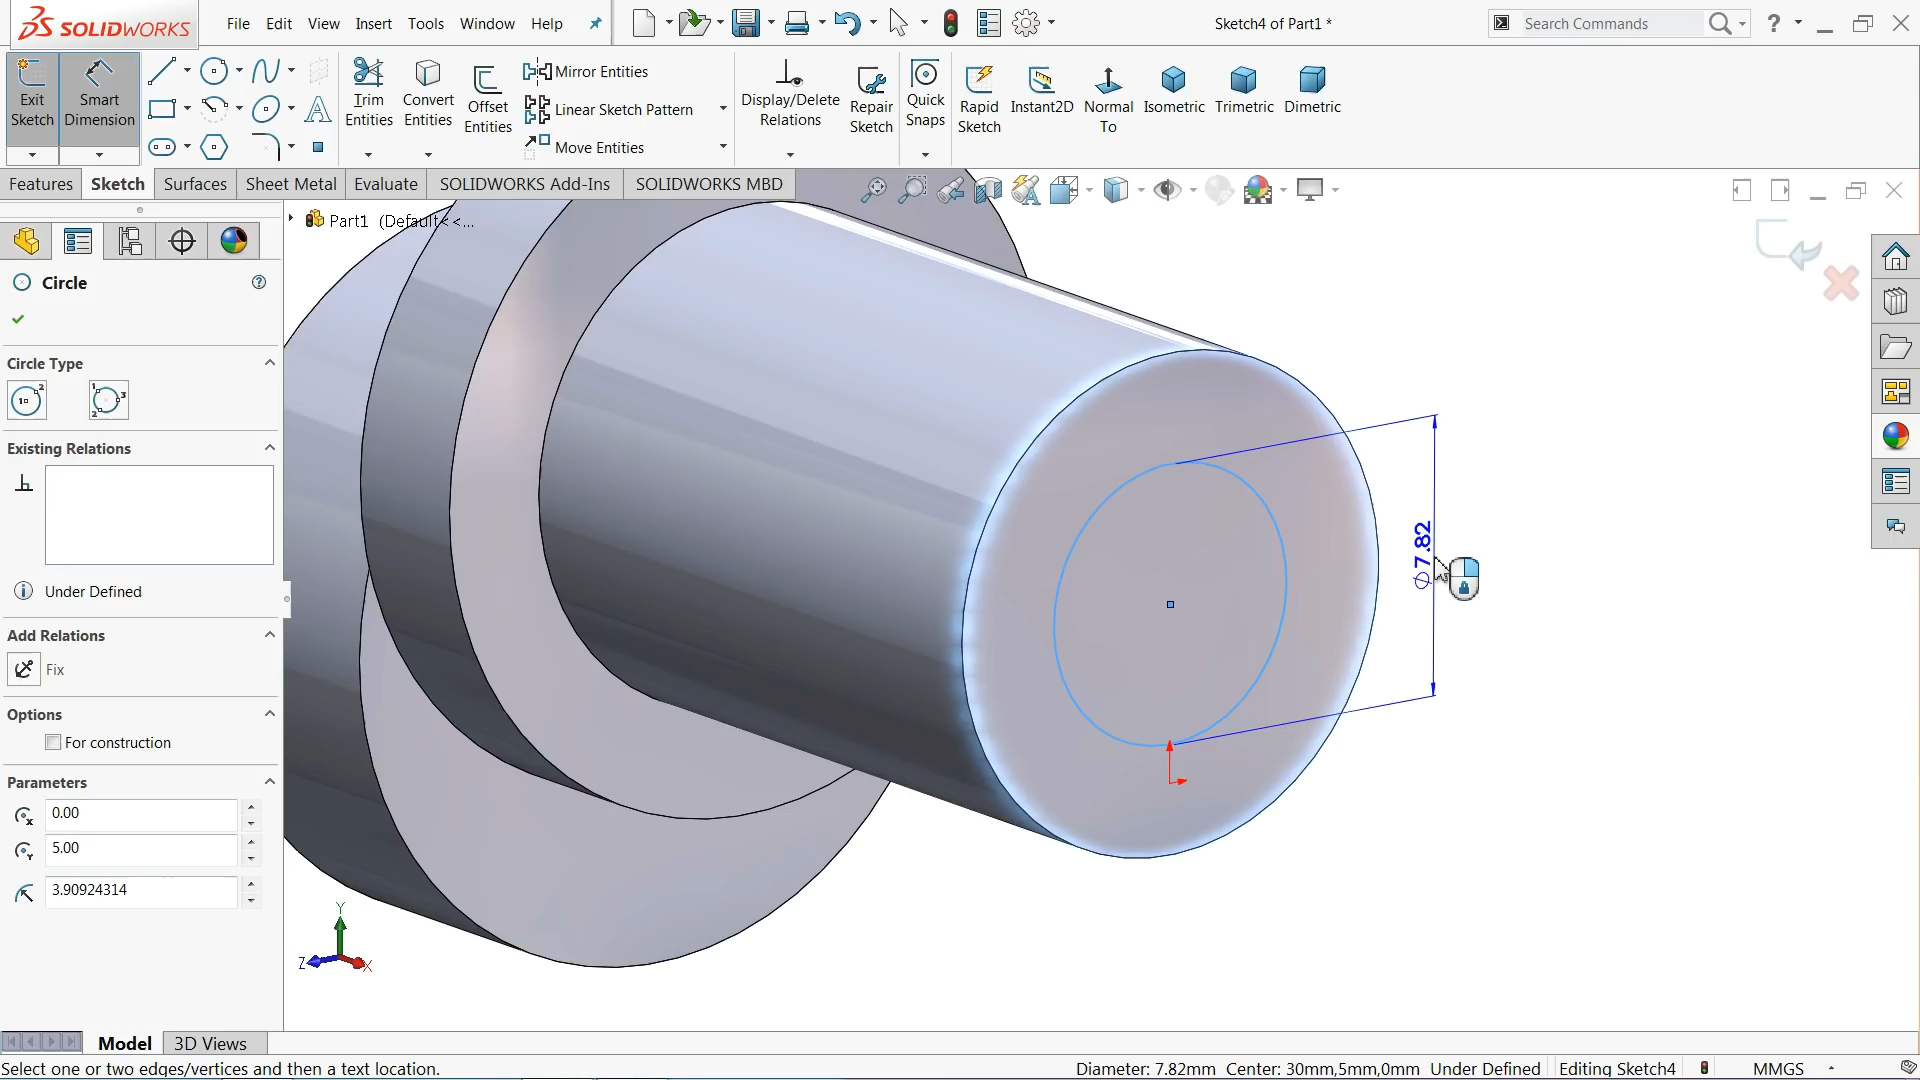 SOLIDWORKS
File Edit View Insert Tools Window Help
Sketch4 of Part1 *
Search Commands
?
Exit Sketch
Smart Dimension
Trim Entities
Convert Entities
Offset Entities
Mirror Entities
Linear Sketch Pattern
Move Entities
Display/Delete Relations
Repair Sketch
Quick Snaps
Rapid Sketch
Instant2D
Normal To
Isometric
Trimetric
Dimetric
Features Sketch Surfaces Sheet Metal Evaluate SOLIDWORKS Add-Ins SOLIDWORKS MBD
Part1 (Default<<...
Circle
Circle Type
Existing Relations
Under Defined
Add Relations
Fix
Options
For construction
Parameters
0.00
5.00
3.90924314
∅7.82
Y
Z
X
Model 3D Views
Select one or two edges/vertices and then a text location.
Diameter: 7.82mm Center: 30mm,5mm,0mm Under Defined Editing Sketch4 MMGS